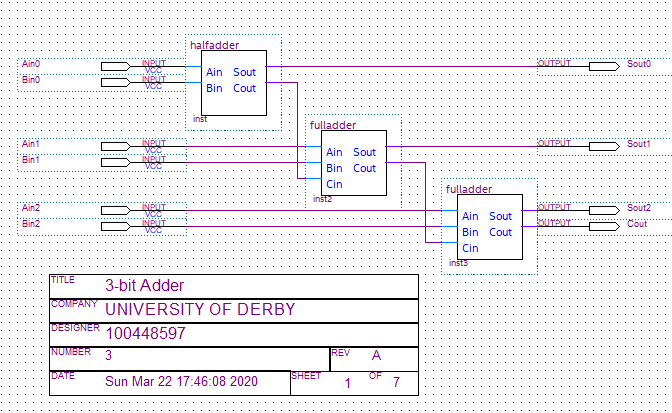 halfadder
Ain0 INPUT VCC Ain Sout OUTPUT Sout0
Bin0 INPUT VCC Bin Cout
inst
fulladder
Ain1 INPUT VCC Ain Sout OUTPUT Sout1
Bin1 INPUT VCC Bin Cout
Cin
inst2
fulladder
Ain2 INPUT VCC Ain Sout OUTPUT Sout2
Bin2 INPUT VCC Bin Cout OUTPUT Cout
Cin
inst3
TITLE 3-bit Adder
COMPANY UNIVERSITY OF DERBY
DESIGNER 100448597
NUMBER 3 REV A
DATE Sun Mar 22 17:46:08 2020 SHEET 1 OF 7